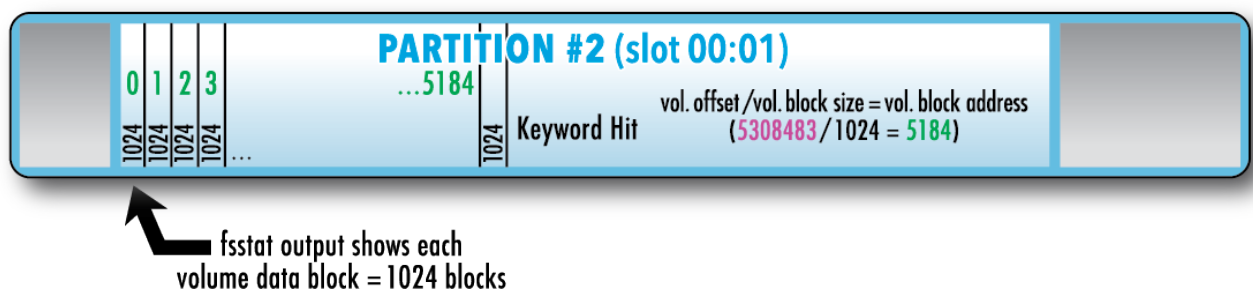 PARTITION #2 (slot 00:01)
0 1 2 3 ...5184
1024 1024 1024 1024 ... 1024
Keyword Hit
vol. offset/vol. block size = vol. block address
(5308483/1024 = 5184)
fsstat output shows each
volume data block = 1024 blocks